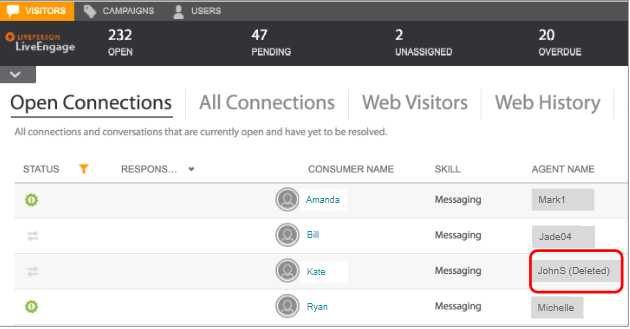 VISITORS CAMPAIGNS USERS
LIVEPERSON
LiveEngage
232 47 2 20
OPEN PENDING UNASSIGNED OVERDUE
Open Connections All Connections Web Visitors Web History
All connections and conversations that are currently open and have yet to be resolved.
STATUS RESPONS... CONSUMER NAME SKILL AGENT NAME
Amanda Messaging Mark1
Bill Messaging Jade04
Kate Messaging JohnS (Deleted)
Ryan Messaging Michelle